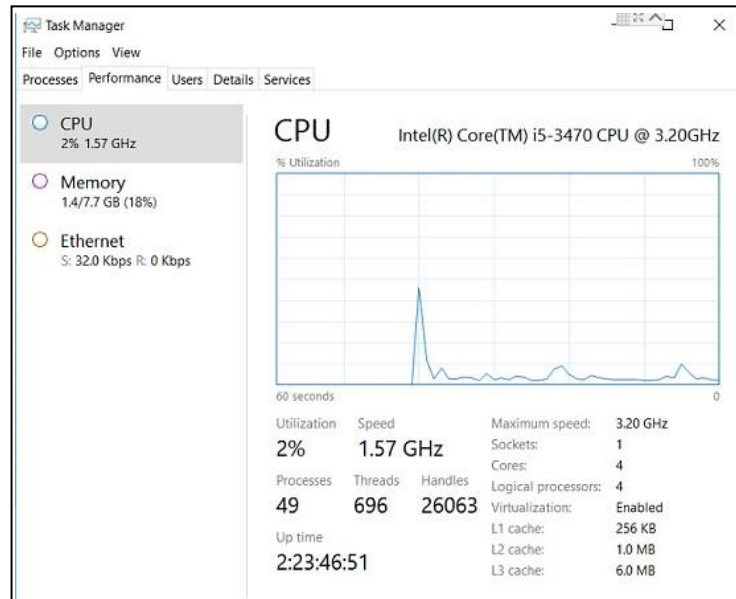 Task Manager
File Options View
Processes Performance Users Details Services
CPU
2% 1.57 GHz
Memory
1.4/7.7 GB (18%)
Ethernet
S: 32.0 Kbps R: 0 Kbps
CPU Intel(R) Core(TM) i5-3470 CPU @ 3.20GHz
% Utilization 100%
60 seconds 0
Utilization Speed
2% 1.57 GHz
Processes Threads Handles
49 696 26063
Up time
2:23:46:51
Maximum speed: 3.20 GHz
Sockets: 1
Cores: 4
Logical processors: 4
Virtualization: Enabled
L1 cache: 256 KB
L2 cache: 1.0 MB
L3 cache: 6.0 MB